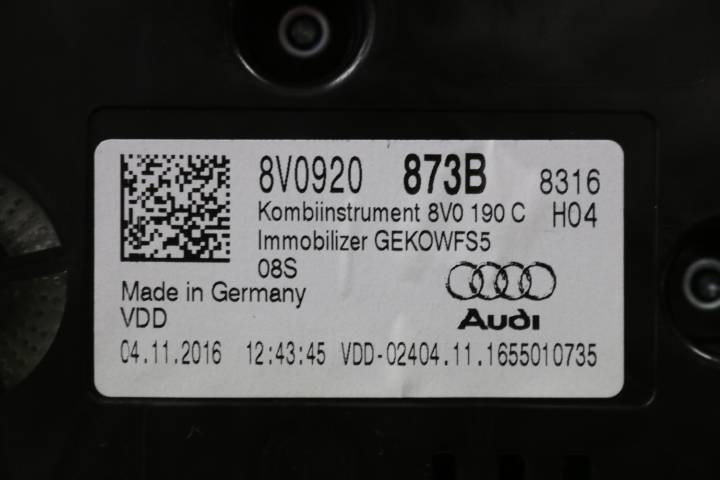 8V0920 873B 8316
Kombiinstrument 8V0 190 C H04
Immobilizer GEKOWFS5
08S
Made in Germany
VDD
Audi
04.11.2016 12:43:45 VDD-02404.11.1655010735